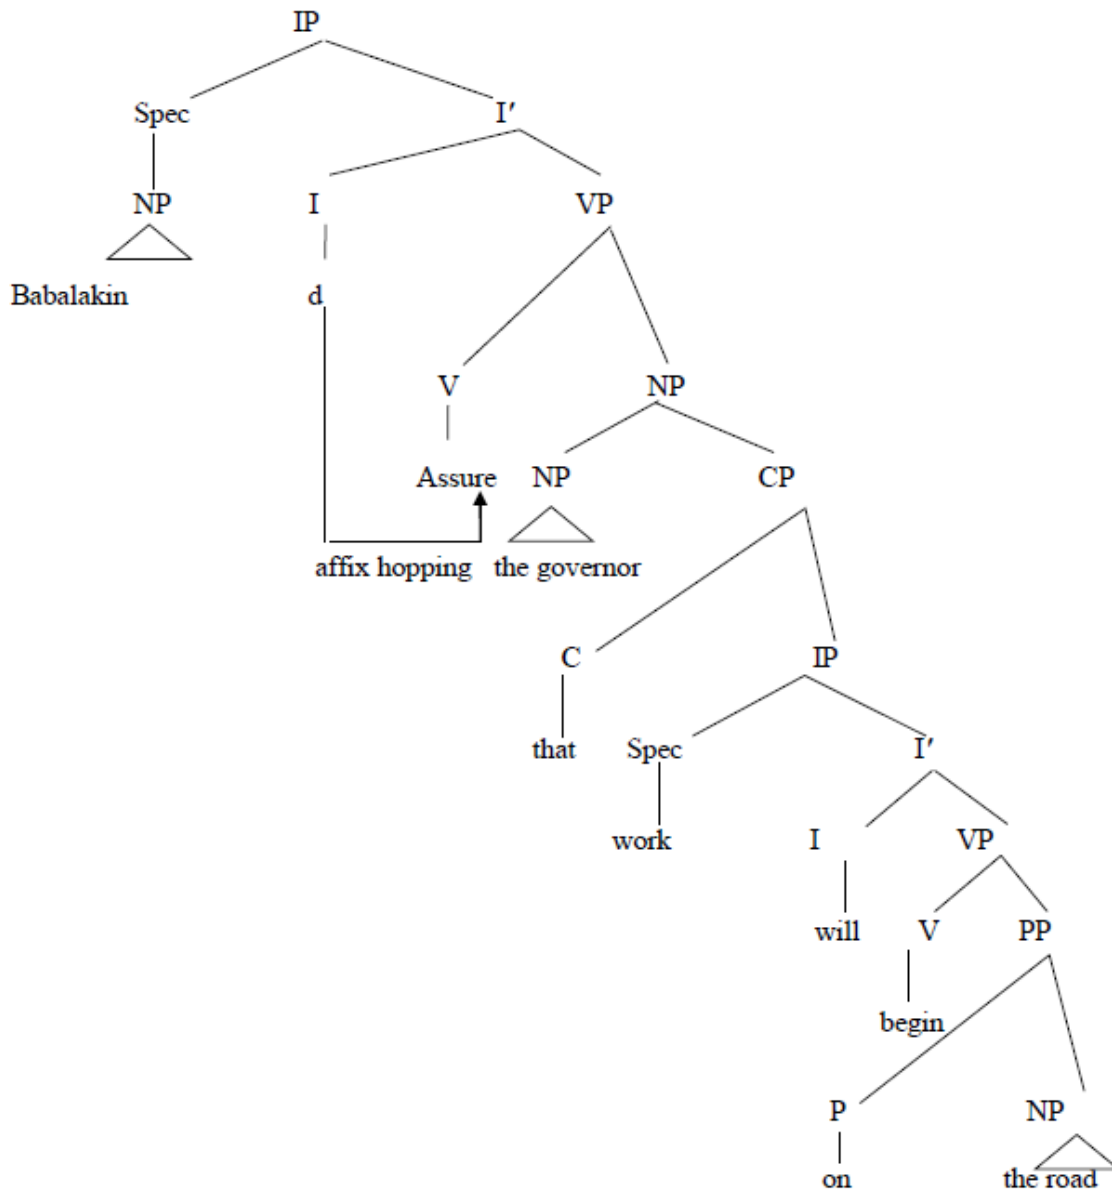 IP
Spec I′
NP I VP
Babalakin d
V NP
Assure NP CP
affix hopping the governor
C IP
that Spec I′
work I VP
will V PP
begin
P NP
on the road